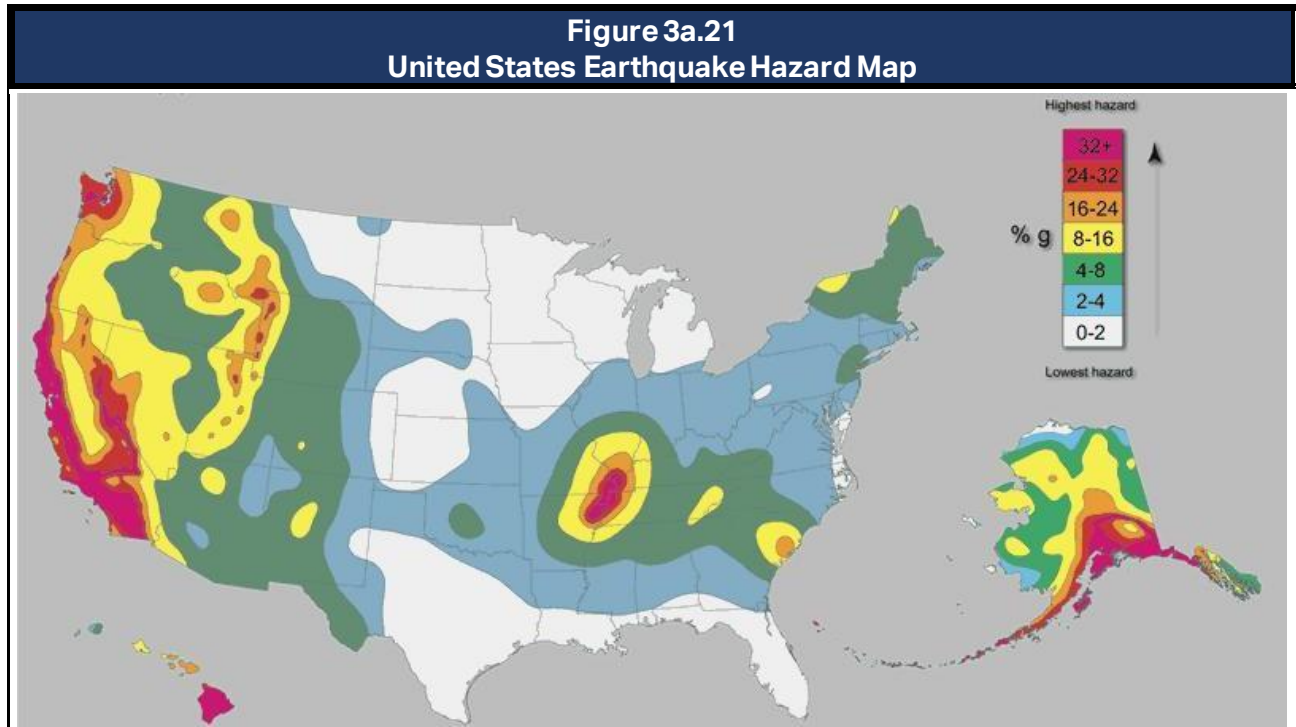 Figure 3a.21
United States Earthquake Hazard Map
Highest hazard
32+
24-32
16-24
% g
8-16
4-8
2-4
0-2
Lowest hazard